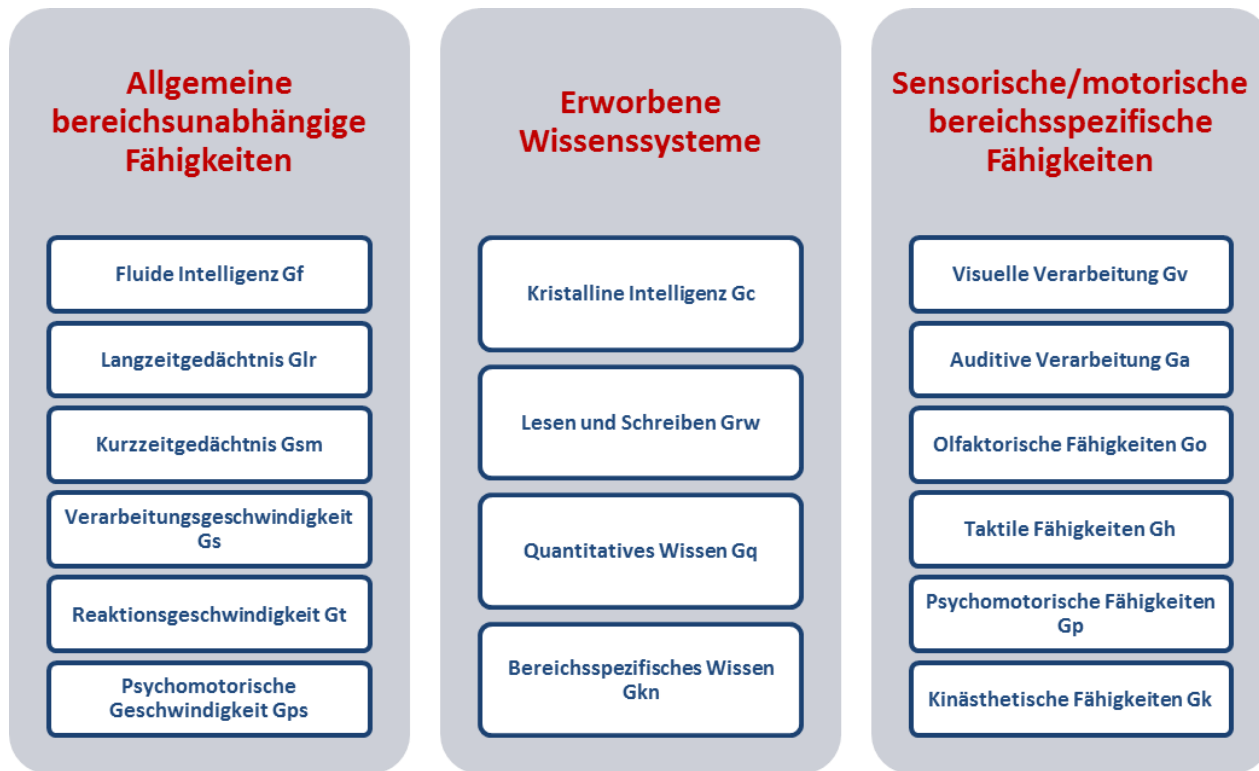 Allgemeine
bereichsunabhängige
Fähigkeiten
Fluide Intelligenz Gf
Langzeitgedächtnis Glr
Kurzzeitgedächtnis Gsm
Verarbeitungsgeschwindigkeit
Gs
Reaktionsgeschwindigkeit Gt
Psychomotorische
Geschwindigkeit Gps
Erworbene
Wissenssysteme
Kristalline Intelligenz Gc
Lesen und Schreiben Grw
Quantitatives Wissen Gq
Bereichsspezifisches Wissen
Gkn
Sensorische/motorische
bereichsspezifische
Fähigkeiten
Visuelle Verarbeitung Gv
Auditive Verarbeitung Ga
Olfaktorische Fähigkeiten Go
Taktile Fähigkeiten Gh
Psychomotorische Fähigkeiten
Gp
Kinästhetische Fähigkeiten Gk